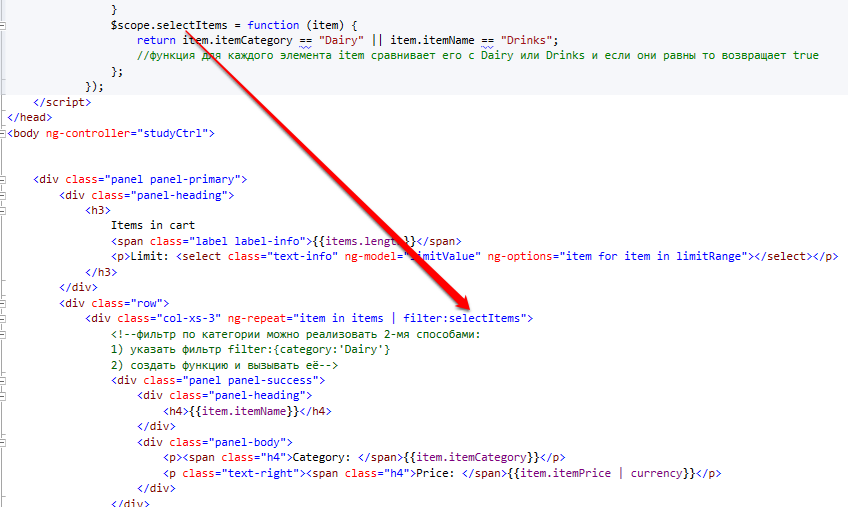 }
$scope.selectItems = function (item) {
return item.itemCategory == "Dairy" || item.itemName == "Drinks";
//функция для каждого элемента item сравнивает его с Dairy или Drinks и если они равны то возвращает true
};
});
</script>
</head>
<body ng-controller="studyCtrl">
<div class="panel panel-primary">
<div class="panel-heading">
<h3>
Items in cart
<span class="label label-info">{{items.length}}</span>
<p>Limit: <select class="text-info" ng-model="limitValue" ng-options="item for item in limitRange"></select></p>
</h3>
</div>
<div class="row">
<div class="col-xs-3" ng-repeat="item in items | filter:selectItems">
<!--фильтр по категории можно реализовать 2-мя способами:
1) указать фильтр filter:{category:'Dairy'}
2) создать функцию и вызывать её-->
<div class="panel panel-success">
<div class="panel-heading">
<h4>{{item.itemName}}</h4>
</div>
<div class="panel-body">
<p><span class="h4">Category: </span>{{item.itemCategory}}</p>
<p class="text-right"><span class="h4">Price: </span>{{item.itemPrice | currency}}</p>
</div>
</div>